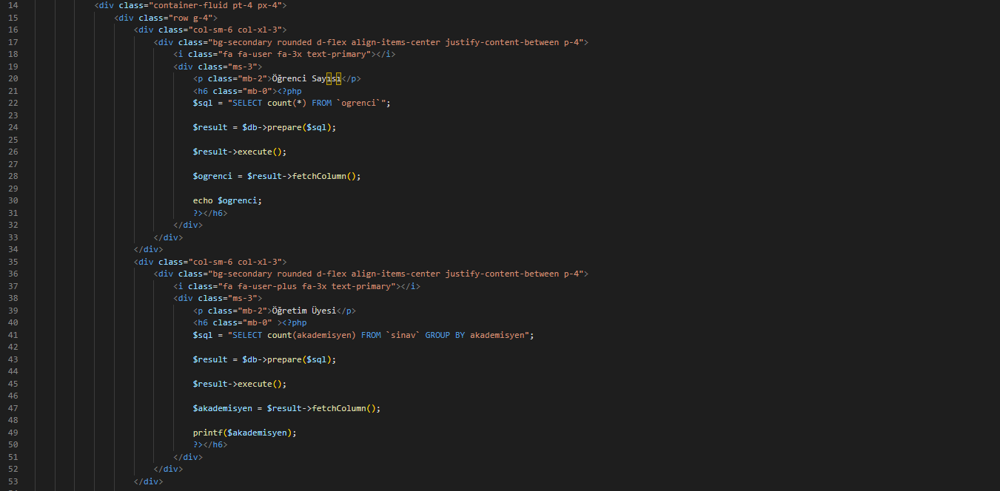 14 <div class="container-fluid pt-4 px-4">
15 <div class="row g-4">
16 <div class="col-sm-6 col-xl-3">
17 <div class="bg-secondary rounded d-flex align-items-center justify-content-between p-4">
18 <i class="fa fa-user fa-3x text-primary"></i>
19 <div class="ms-3">
20 <p class="mb-2">Öğrenci Sayısı</p>
21 <h6 class="mb-0"><?php
22 $sql = "SELECT count(*) FROM `ogrenci`";
23
24 $result = $db->prepare($sql);
25
26 $result->execute();
27
28 $ogrenci = $result->fetchColumn();
29
30 echo $ogrenci;
31 ?></h6>
32 </div>
33 </div>
34 </div>
35 <div class="col-sm-6 col-xl-3">
36 <div class="bg-secondary rounded d-flex align-items-center justify-content-between p-4">
37 <i class="fa fa-user-plus fa-3x text-primary"></i>
38 <div class="ms-3">
39 <p class="mb-2">Öğretim Üyesi</p>
40 <h6 class="mb-0" ><?php
41 $sql = "SELECT count(akademisyen) FROM `sinav` GROUP BY akademisyen";
42
43 $result = $db->prepare($sql);
44
45 $result->execute();
46
47 $akademisyen = $result->fetchColumn();
48
49 printf($akademisyen);
50 ?></h6>
51 </div>
52 </div>
53 </div>